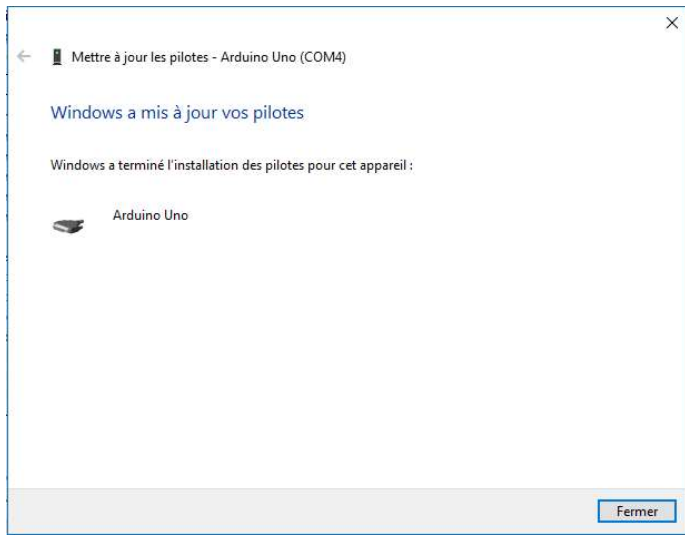 Mettre à jour les pilotes - Arduino Uno (COM4)
Windows a mis à jour vos pilotes
Windows a terminé l'installation des pilotes pour cet appareil :
Arduino Uno
Fermer